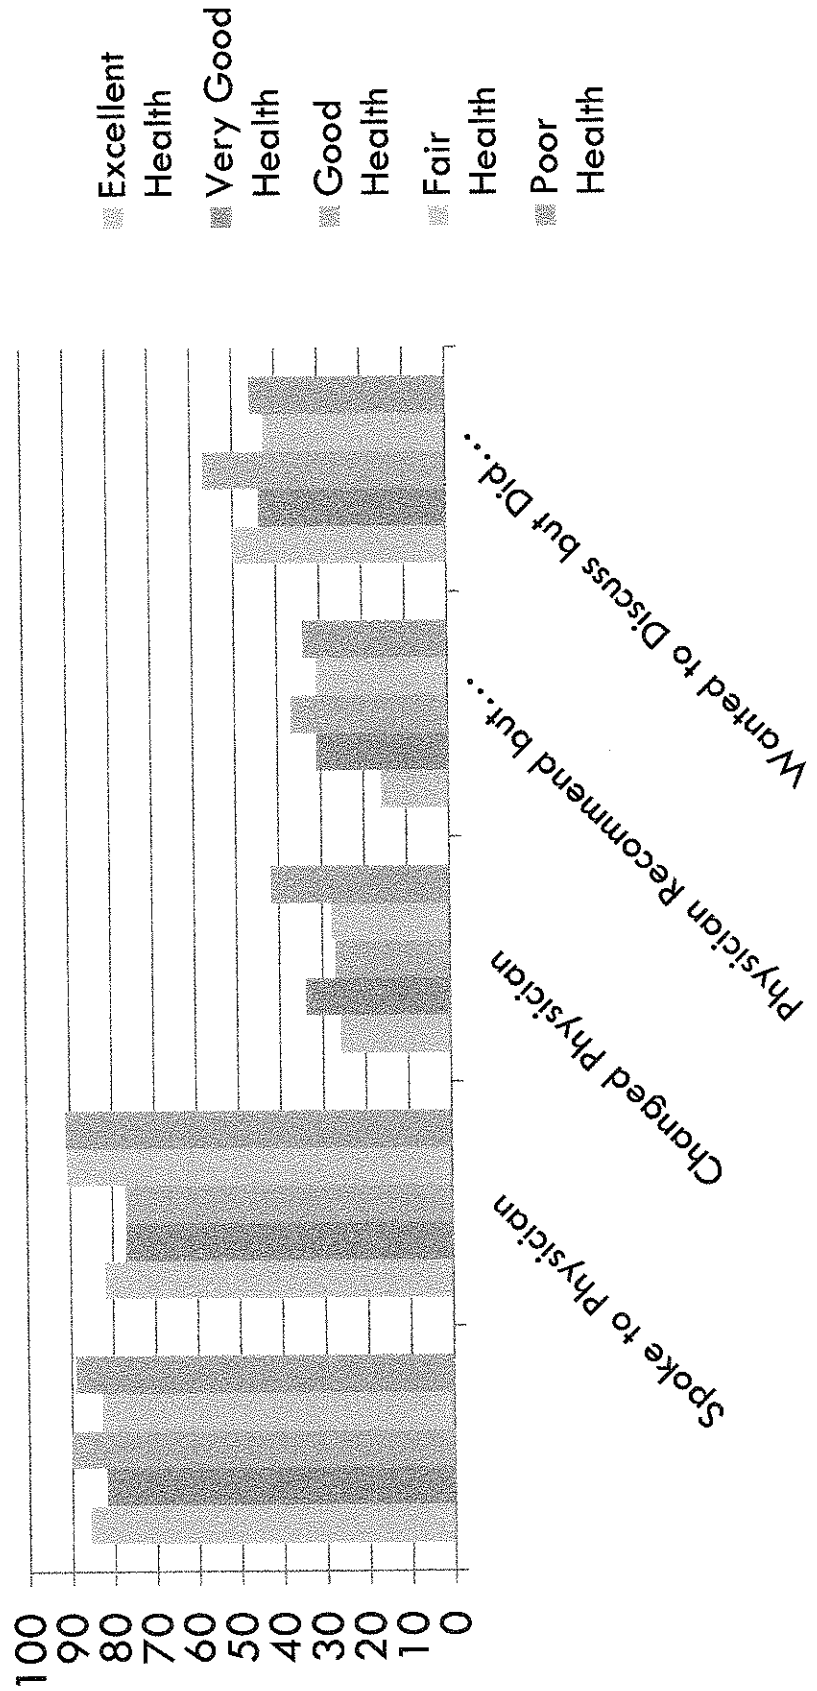 100
90
80
70
60
50
40
30
20
10
0
Spoke to Physician
Changed Physician
Physician Recommend but...
Wanted to Discuss but Did...
Excellent
Health
Very Good
Health
Good
Health
Fair
Health
Poor
Health